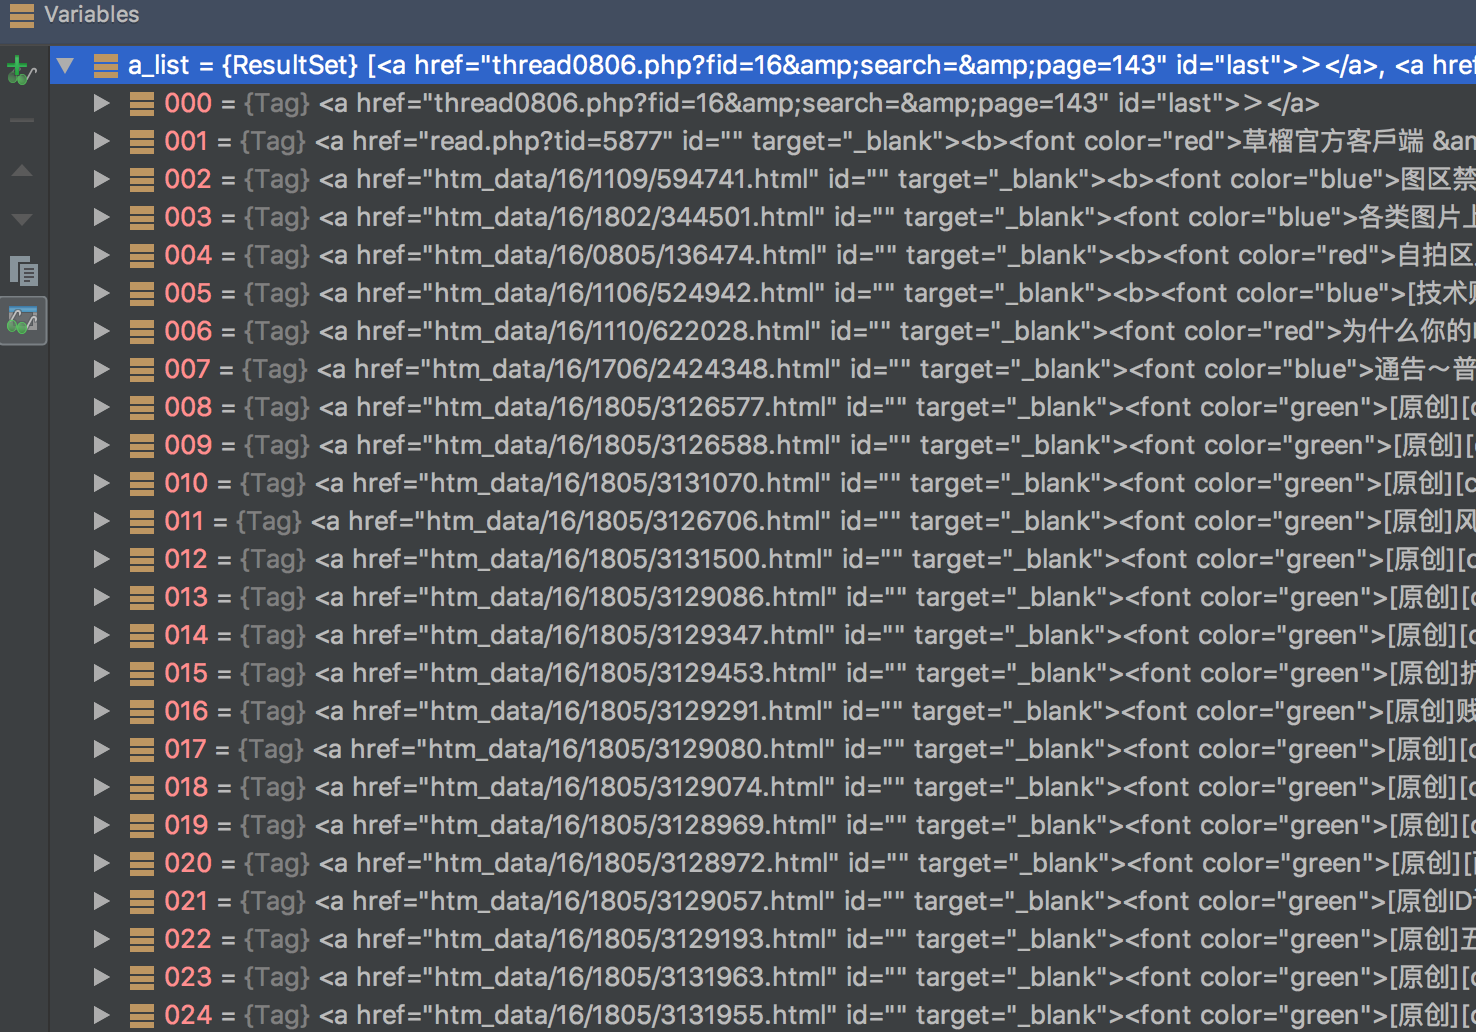 Variables
a_list = {ResultSet} [<a href="thread0806.php?fid=16&amp;search=&amp;page=143" id="last">></a>, <a href
000 = {Tag} <a href="thread0806.php?fid=16&amp;search=&amp;page=143" id="last">></a>
001 = {Tag} <a href="read.php?tid=5877" id="" target="_blank"><b><font color="red">草榴官方客戶端 &am
002 = {Tag} <a href="htm_data/16/1109/594741.html" id="" target="_blank"><b><font color="blue">图区禁
003 = {Tag} <a href="htm_data/16/1802/344501.html" id="" target="_blank"><font color="blue">各类图片上
004 = {Tag} <a href="htm_data/16/0805/136474.html" id="" target="_blank"><b><font color="red">自拍区
005 = {Tag} <a href="htm_data/16/1106/524942.html" id="" target="_blank"><b><font color="blue">[技术贴
006 = {Tag} <a href="htm_data/16/1110/622028.html" id="" target="_blank"><font color="red">为什么你的
007 = {Tag} <a href="htm_data/16/1706/2424348.html" id="" target="_blank"><font color="blue">通告～普
008 = {Tag} <a href="htm_data/16/1805/3126577.html" id="" target="_blank"><font color="green">[原创][c
009 = {Tag} <a href="htm_data/16/1805/3126588.html" id="" target="_blank"><font color="green">[原创][c
010 = {Tag} <a href="htm_data/16/1805/3131070.html" id="" target="_blank"><font color="green">[原创][c
011 = {Tag} <a href="htm_data/16/1805/3126706.html" id="" target="_blank"><font color="green">[原创]风
012 = {Tag} <a href="htm_data/16/1805/3131500.html" id="" target="_blank"><font color="green">[原创][c
013 = {Tag} <a href="htm_data/16/1805/3129086.html" id="" target="_blank"><font color="green">[原创][c
014 = {Tag} <a href="htm_data/16/1805/3129347.html" id="" target="_blank"><font color="green">[原创][c
015 = {Tag} <a href="htm_data/16/1805/3129453.html" id="" target="_blank"><font color="green">[原创]
016 = {Tag} <a href="htm_data/16/1805/3129291.html" id="" target="_blank"><font color="green">[原创]贱
017 = {Tag} <a href="htm_data/16/1805/3129080.html" id="" target="_blank"><font color="green">[原创][c
018 = {Tag} <a href="htm_data/16/1805/3129074.html" id="" target="_blank"><font color="green">[原创][c
019 = {Tag} <a href="htm_data/16/1805/3128969.html" id="" target="_blank"><font color="green">[原创][c
020 = {Tag} <a href="htm_data/16/1805/3128972.html" id="" target="_blank"><font color="green">[原创][
021 = {Tag} <a href="htm_data/16/1805/3129057.html" id="" target="_blank"><font color="green">[原创ID
022 = {Tag} <a href="htm_data/16/1805/3129193.html" id="" target="_blank"><font color="green">[原创]五
023 = {Tag} <a href="htm_data/16/1805/3131963.html" id="" target="_blank"><font color="green">[原创][c
024 = {Tag} <a href="htm_data/16/1805/3131955.html" id="" target="_blank"><font color="green">[原创][c